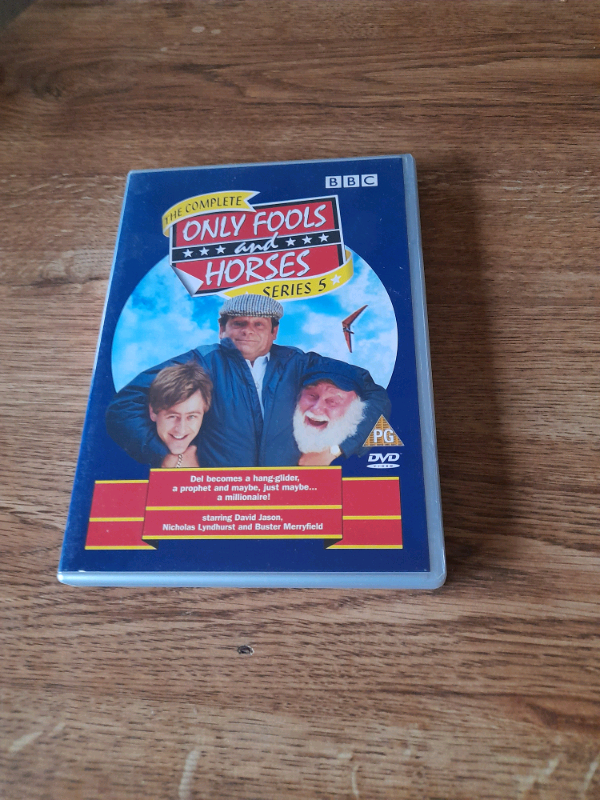 BBC
THE COMPLETE
ONLY FOOLS
and
HORSES
SERIES 5
PG
DVD
Del becomes a hang-glider,
a prophet and maybe, just maybe...
a millionaire!
starring David Jason,
Nicholas Lyndhurst and Buster Merryfield